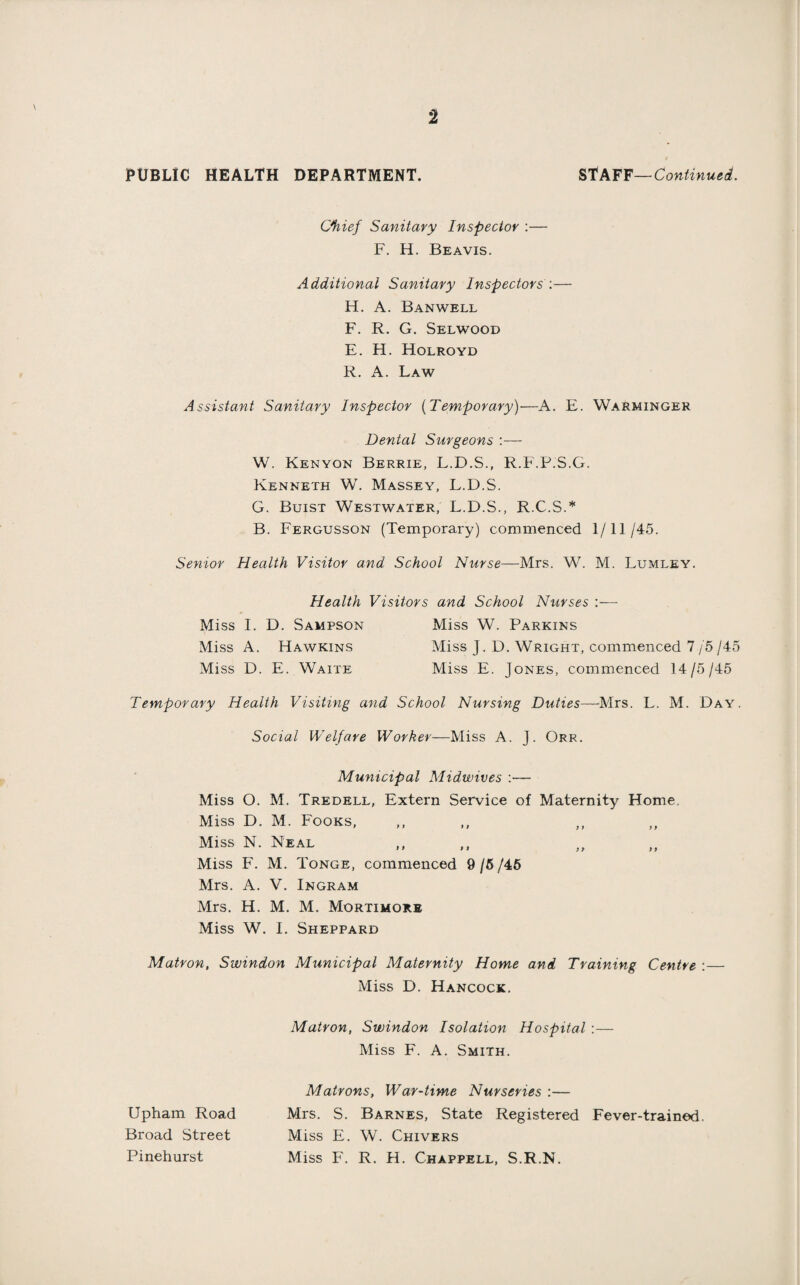 2
PUBLIC HEALTH DEPARTMENT. STAFF—Continued.
Chief Sanitary Inspector :—
F. H. Beavis.
Additional Sanitary Inspectors :—
H. A. Banwell
F. R. G. Selwood
E. H. Holroyd
R. A. Law
Assistant Sanitary Inspector (Temporary)—A. E. Warminger
Dental Surgeons :—
W. Kenyon Berrie, L.D.S., R.F.P.S.G.
Kenneth W. Massey, L.D.S.
G. Buist Westwater, L.D.S., R.C.S.*
B. Fergusson (Temporary) commenced 1/11/45.
Senior Health Visitor and School Nurse—Mrs. W. M. Lumley.
Health Visitors and School Nurses :—
Miss I. D. Sampson Miss W. Parkins
Miss A. Hawkins Miss J. D. Wright, commenced 7/5/45
Miss D. E. Waite Miss E. Jones, commenced 14/5/45
Temporary Health Visiting and School Nursing Duties—Mrs. L. M. Day.
Social Welfare Worker—Miss A. J. Orr.
Municipal Midwives :—
Miss O. M. Tredell, Extern Service of Maternity Home.
Miss D. M. Fooks, ,, ,, ,, ,,
Miss N. Neal ,, ,, ,, ,,
Miss F. M. Tonge, commenced 9/5/45
Mrs. A. V. Ingram
Mrs. H. M. M. Mortimore
Miss W. I. Sheppard
Matron, Swindon Municipal Maternity Home and Training Centre :—
Miss D. Hancock.
Matron, Swindon Isolation Hospital :—
Miss F. A. Smith.
Matrons, War-time Nurseries :—
Upham Road Mrs. S. Barnes, State Registered Fever-trained.
Broad Street Miss E. W. Chivers
Pinehurst Miss F. R. H. Chappell, S.R.N.